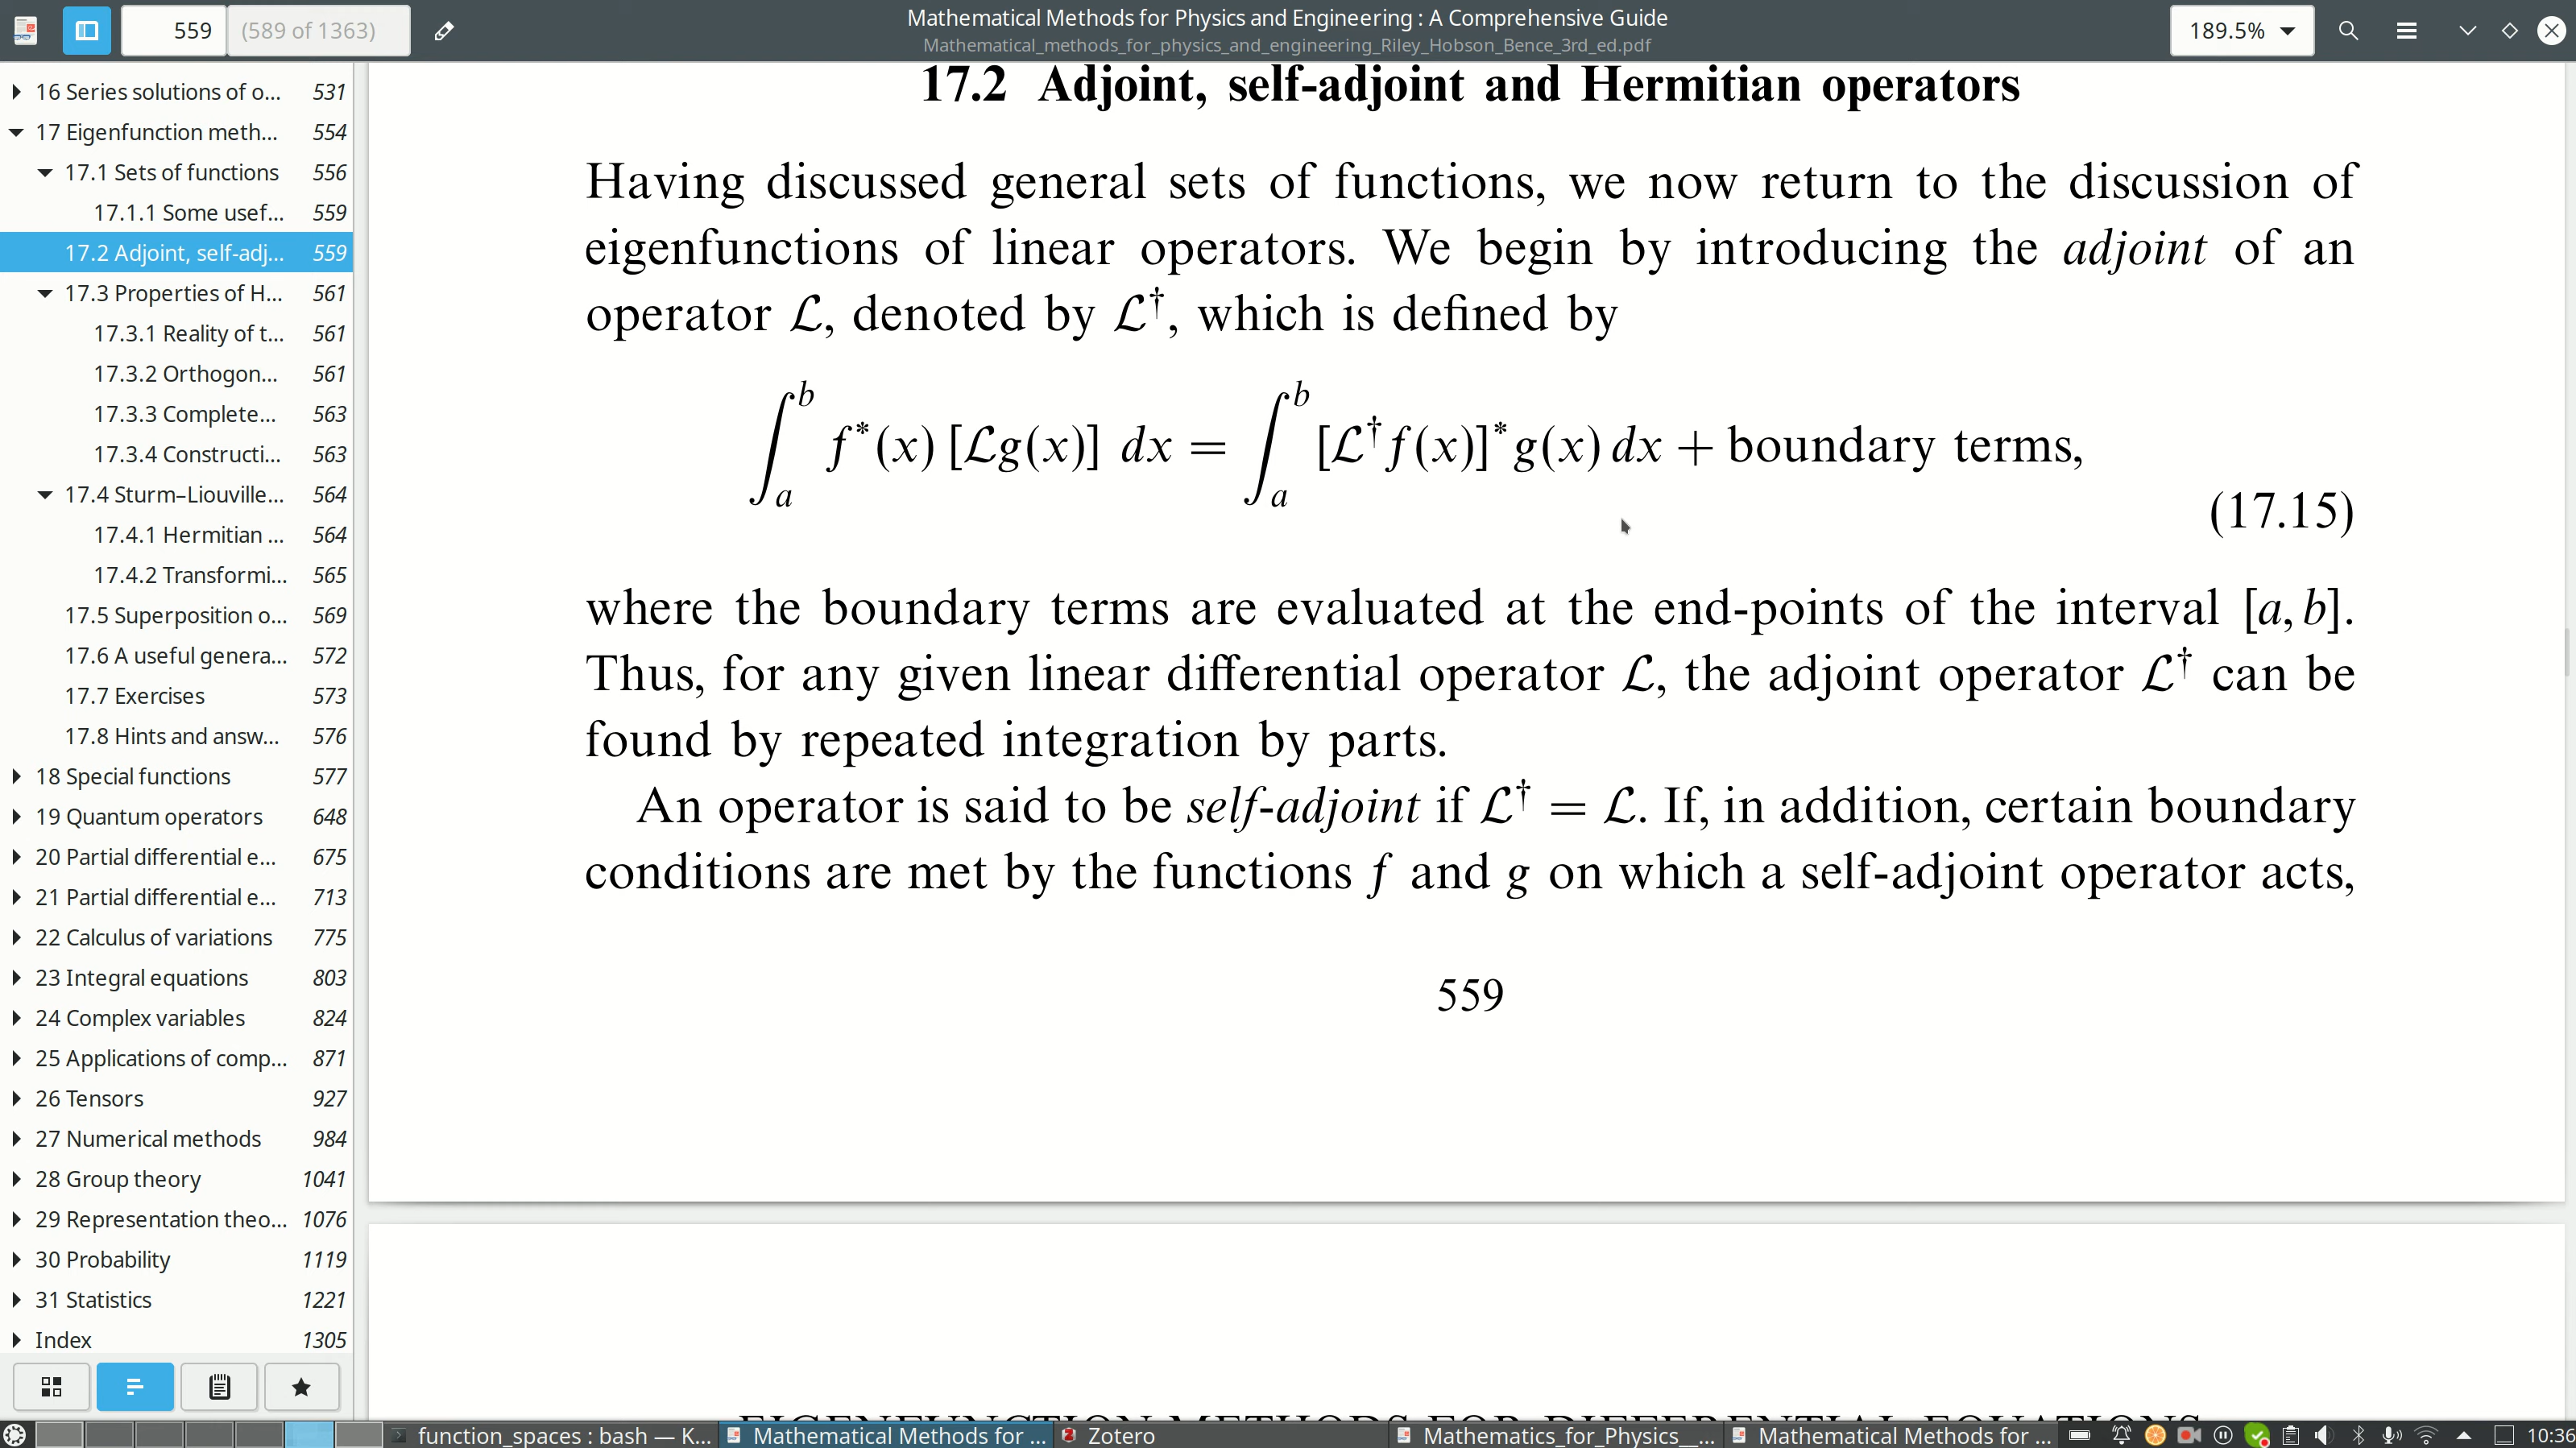 559 (589 of 1363)
Mathematical Methods for Physics and Engineering : A Comprehensive Guide
Mathematical_methods_for_physics_and_engineering_Riley_Hobson_Bence_3rd_ed.pdf
189.5%
16 Series solutions of o... 531
17 Eigenfunction meth... 554
17.1 Sets of functions 556
17.1.1 Some usef... 559
17.2 Adjoint, self-adj... 559
17.3 Properties of H... 561
17.3.1 Reality of t... 561
17.3.2 Orthogon... 561
17.3.3 Complete... 563
17.3.4 Constructi... 563
17.4 Sturm–Liouville... 564
17.4.1 Hermitian ... 564
17.4.2 Transformi... 565
17.5 Superposition o... 569
17.6 A useful genera... 572
17.7 Exercises 573
17.8 Hints and answ... 576
18 Special functions 577
19 Quantum operators 648
20 Partial differential e... 675
21 Partial differential e... 713
22 Calculus of variations 775
23 Integral equations 803
24 Complex variables 824
25 Applications of comp... 871
26 Tensors 927
27 Numerical methods 984
28 Group theory 1041
29 Representation theo... 1076
30 Probability 1119
31 Statistics 1221
Index 1305
17.2 Adjoint, self-adjoint and Hermitian operators
Having discussed general sets of functions, we now return to the discussion of
eigenfunctions of linear operators. We begin by introducing the adjoint of an
operator ℒ, denoted by ℒ†, which is defined by
∫_a^b f*(x) [ℒg(x)] dx = ∫_a^b [ℒ†f(x)]*g(x) dx + boundary terms,
(17.15)
where the boundary terms are evaluated at the end-points of the interval [a, b].
Thus, for any given linear differential operator ℒ, the adjoint operator ℒ† can be
found by repeated integration by parts.
An operator is said to be self-adjoint if ℒ† = ℒ. If, in addition, certain boundary
conditions are met by the functions f and g on which a self-adjoint operator acts,
559
EIGENFUNCTION METHODS FOR DIFFERENTIAL EQUATIONS
function_spaces : bash — K... Mathematical Methods for ... Zotero Mathematics_for_Physics__... Mathematical Methods for ... 10:30